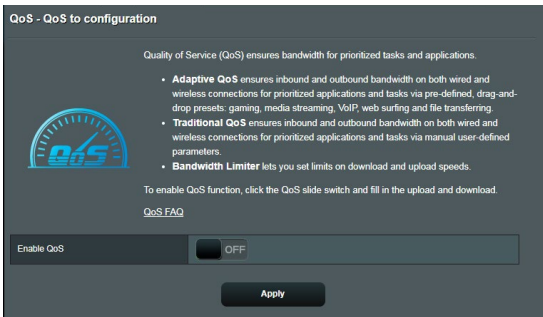 QoS - QoS to configuration
Quality of Service (QoS) ensures bandwidth for prioritized tasks and applications.
• Adaptive QoS ensures inbound and outbound bandwidth on both wired and
wireless connections for prioritized applications and tasks via pre-defined, drag-and-
drop presets: gaming, media streaming, VoIP, web surfing and file transferring.
• Traditional QoS ensures inbound and outbound bandwidth on both wired and
wireless connections for prioritized applications and tasks via manual user-defined
parameters.
• Bandwidth Limiter lets you set limits on download and upload speeds.
To enable QoS function, click the QoS slide switch and fill in the upload and download.
QoS FAQ
QoS
Enable QoS
OFF
Apply